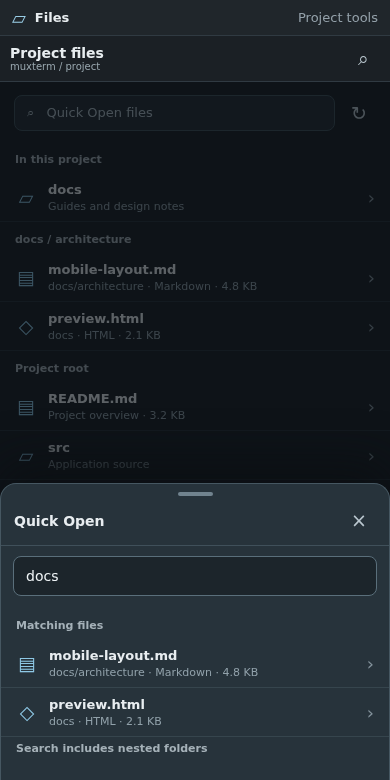 Files
Project tools
Project files
muxterm / project
Quick Open files
In this project
docs
Guides and design notes
docs / architecture
mobile-layout.md
docs/architecture · Markdown · 4.8 KB
preview.html
docs · HTML · 2.1 KB
Project root
README.md
Project overview · 3.2 KB
src
Application source
Quick Open
docs
Matching files
mobile-layout.md
docs/architecture · Markdown · 4.8 KB
preview.html
docs · HTML · 2.1 KB
Search includes nested folders